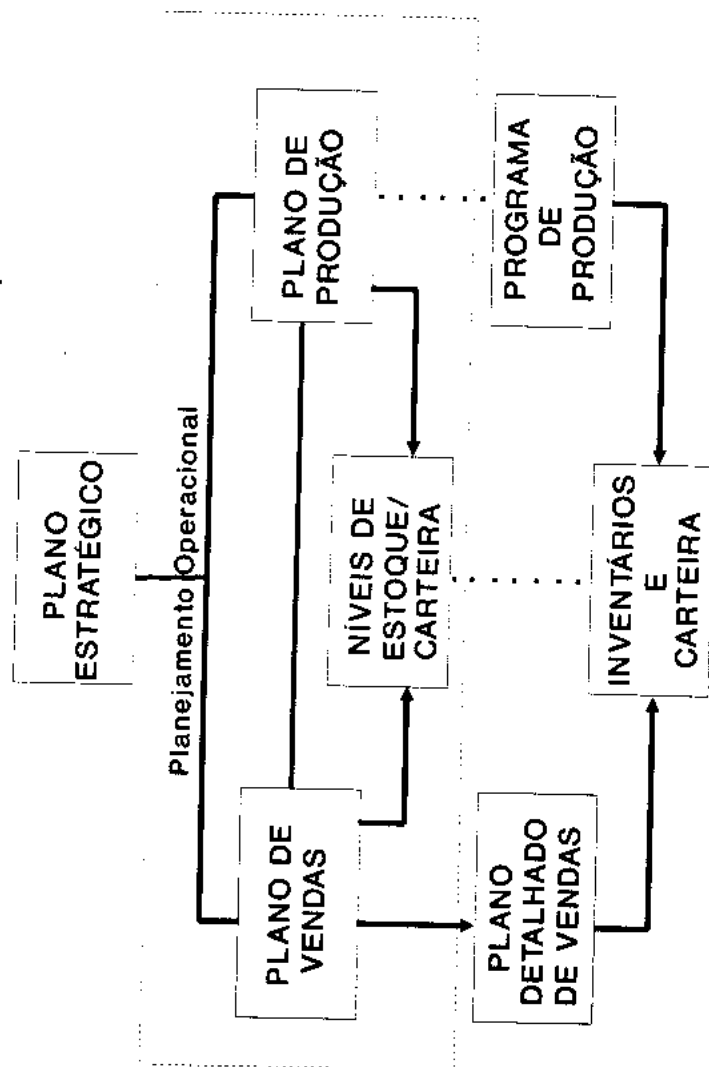 PLANO
ESTRATÉGICO
Planejamento Operacional
PLANO DE
VENDAS
PLANO DE
PRODUÇÃO
NÍVEIS DE
ESTOQUE/
CARTEIRA
PLANO
DETALHADO
DE VENDAS
PROGRAMA
DE
PRODUÇÃO
INVENTÁRIOS
E
CARTEIRA